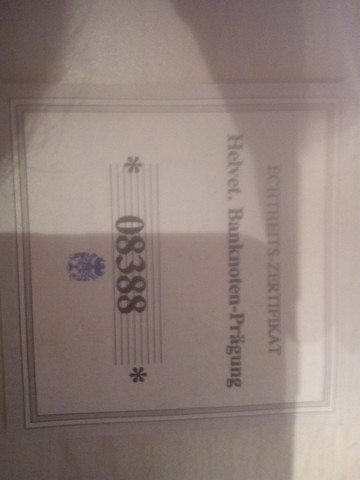 ECHTHEITS-ZERTIFIKAT
Helvet. Banknoten-Prägung
* 08388 *